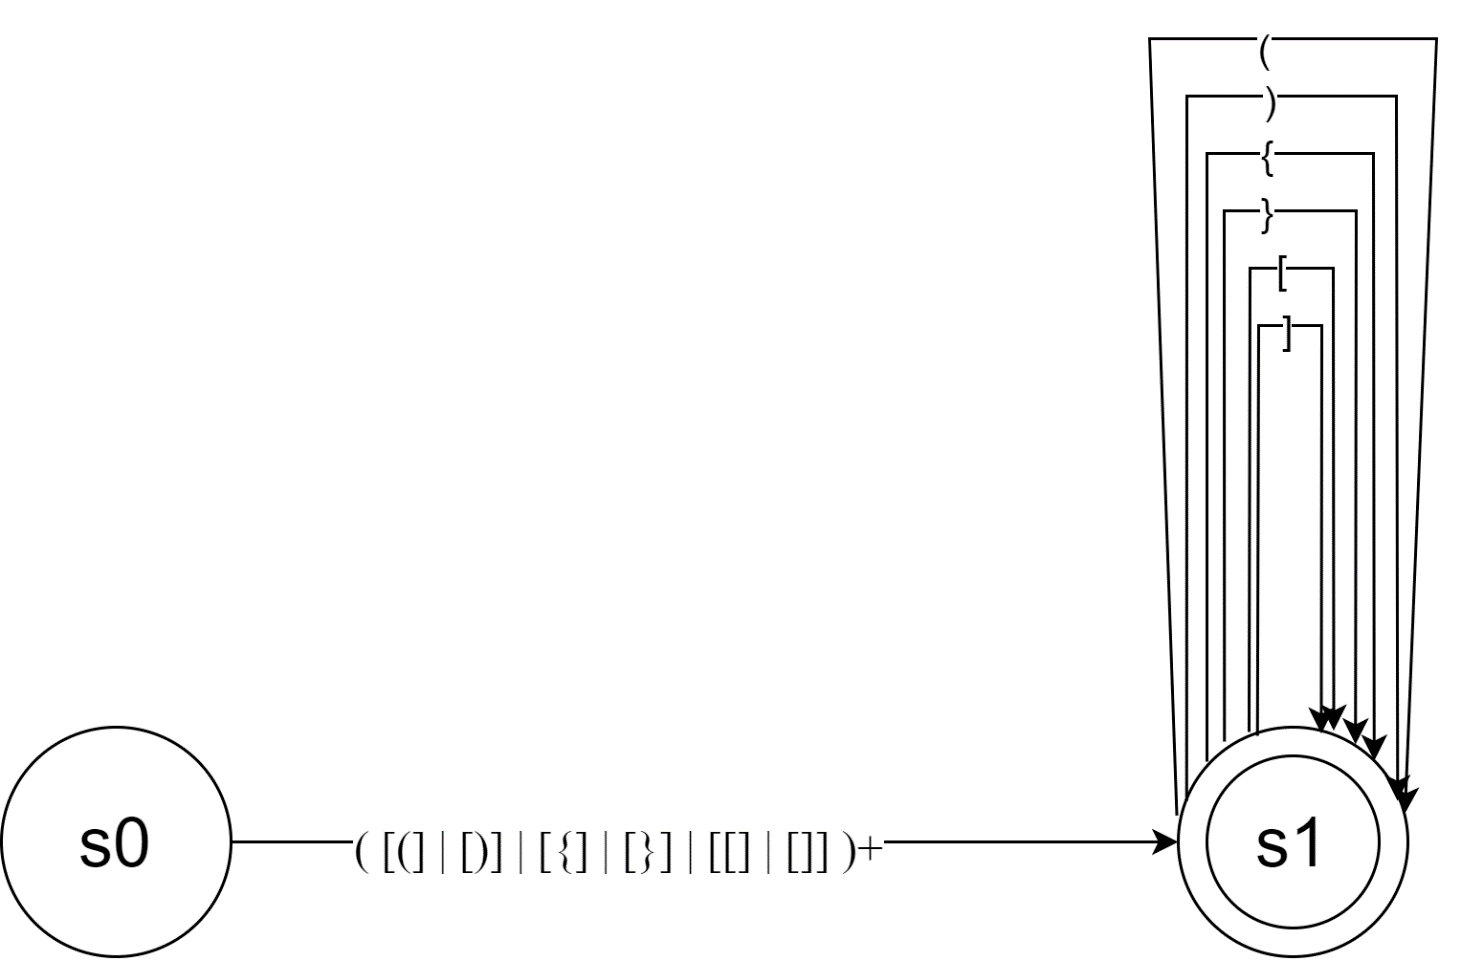 (
)
{
}
[
]
s0
( [(] | [)] | [{] | [}] | [[] | []] )+
s1